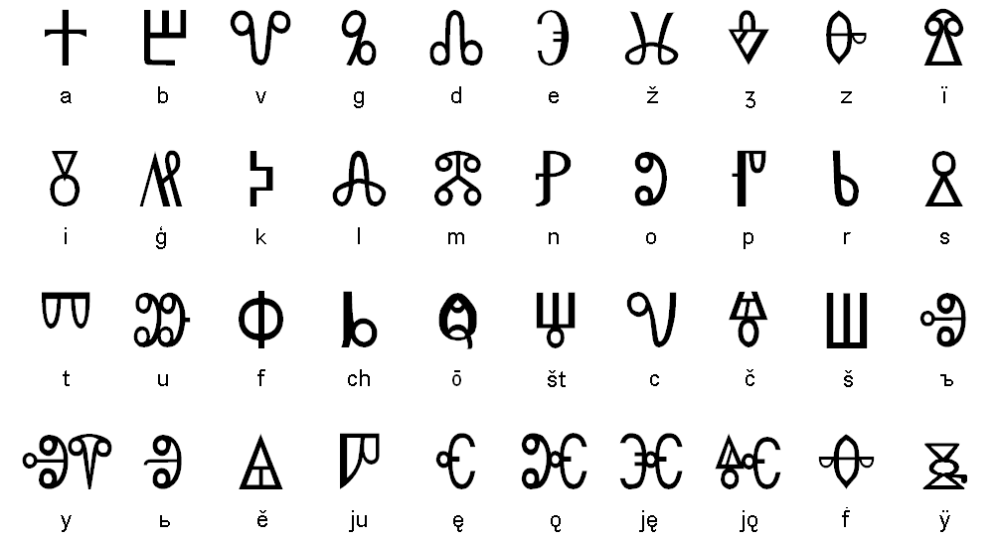 Ⰰ Ⰱ Ⰲ Ⰳ Ⰴ Ⰵ Ⰶ Ⰷ Ⰸ Ⰹ
a b v g d e ž ʒ z ï
Ⰻ Ⰼ Ⰽ Ⰾ Ⰿ Ⱀ Ⱁ Ⱂ Ⱃ Ⱄ
i ģ k l m n o p r s
Ⱅ Ⱆ Ⱇ Ⱈ Ⱉ Ⱋ Ⱌ Ⱍ Ⱎ Ⱏ
t u f ch ō št c č š ъ
ⰟⰉ Ⱐ Ⱑ Ⱓ Ⱔ Ⱘ Ⱗ Ⱙ Ⱚ Ⱛ
y ь ě ju ę ǫ ję jǫ ḟ ÿ